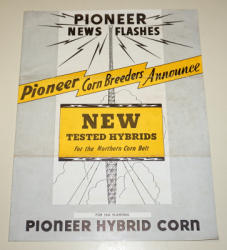 PIONEER
NEWS FLASHES
Pioneer Corn Breeders Announce
NEW
TESTED HYBRIDS
For the Northern Corn Belt
PIONEER HYBRID CORN